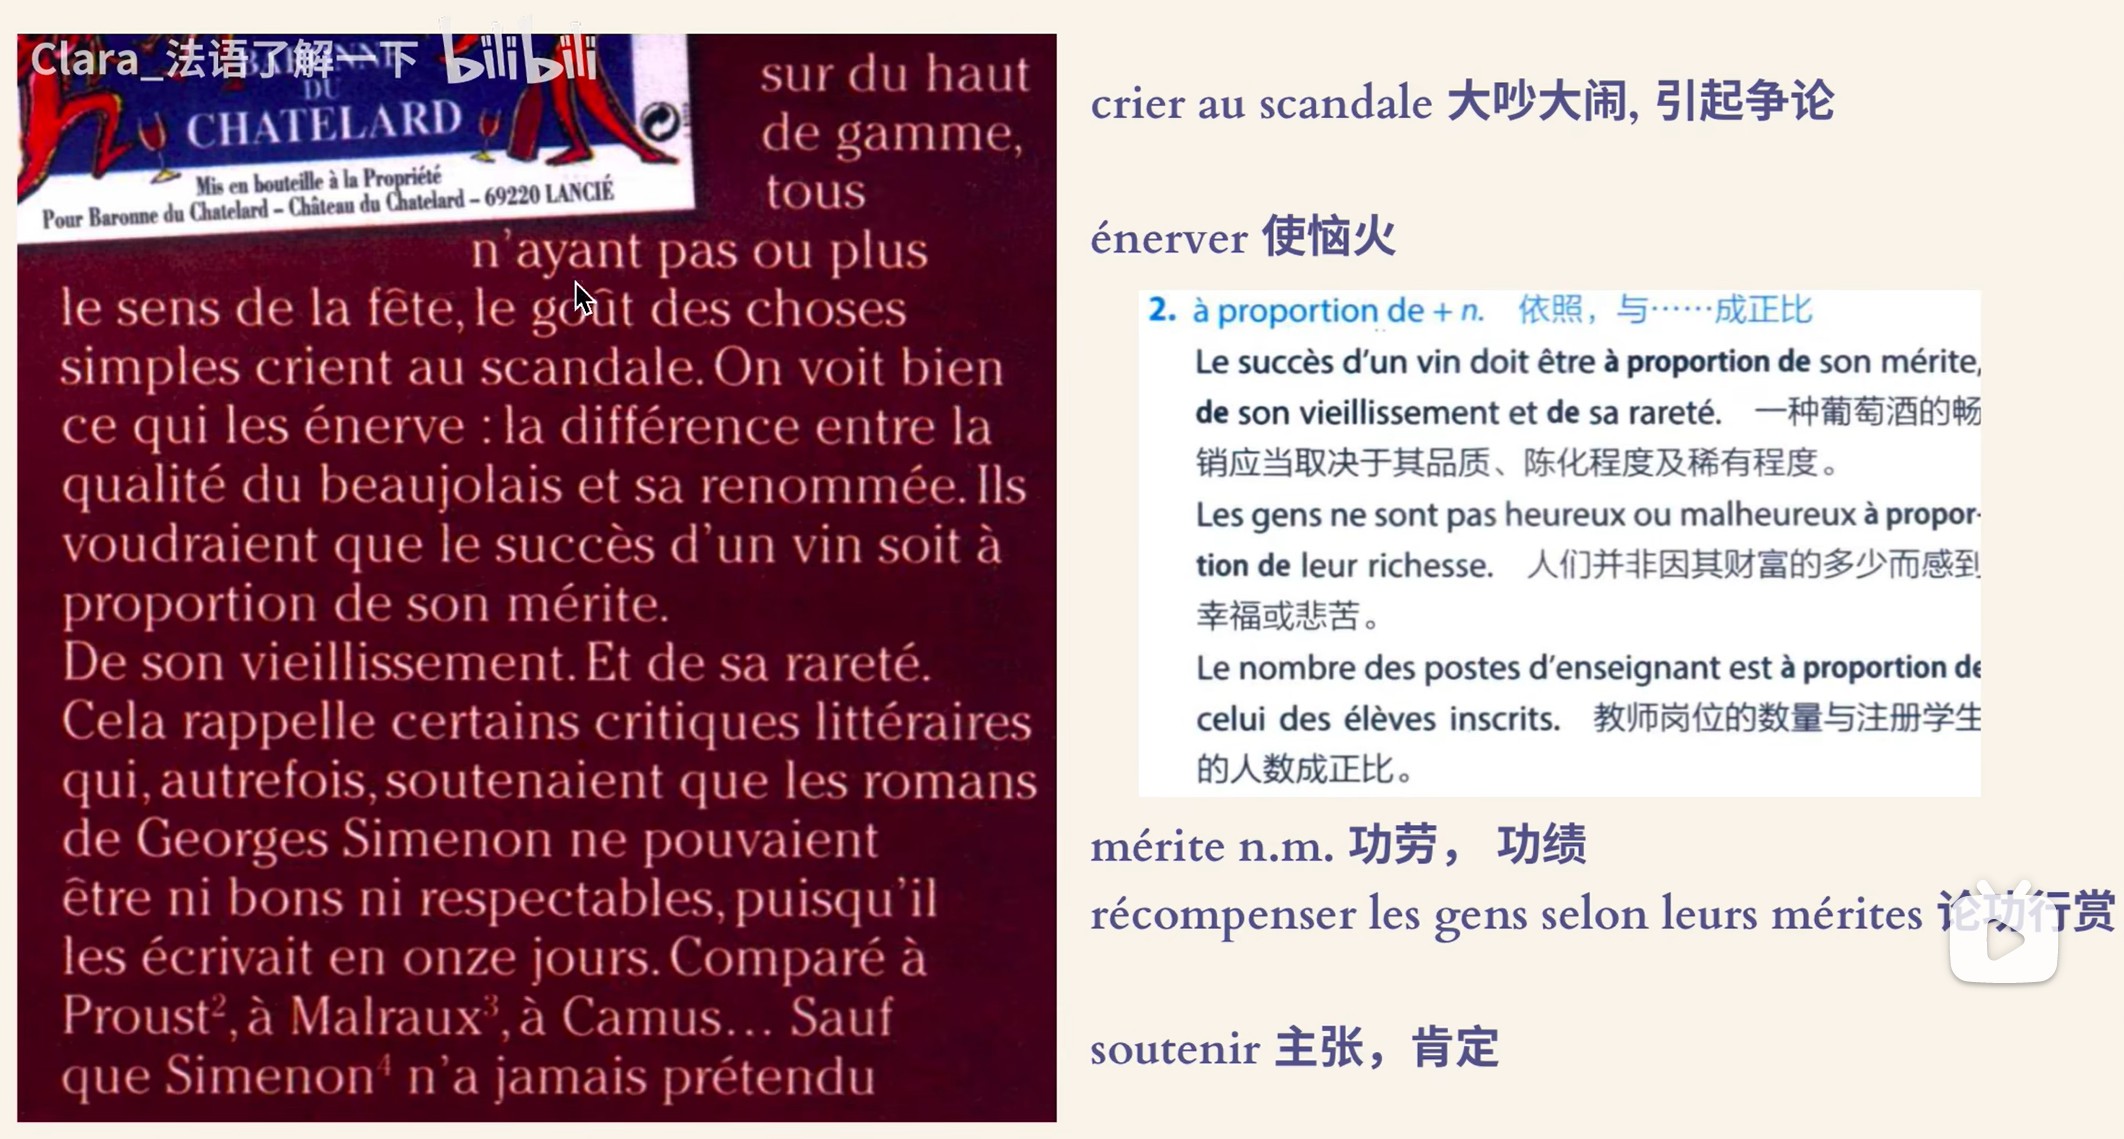 Clara_法语了解一下 bilibili
DU
CHATELARD
Mis en bouteille à la Propriété
Pour Baronne du Chatelard – Château du Chatelard – 69220 LANCIÉ
sur du haut
de gamme,
tous
n'ayant pas ou plus
le sens de la fête, le goût des choses
simples crient au scandale. On voit bien
ce qui les énerve : la différence entre la
qualité du beaujolais et sa renommée. Ils
voudraient que le succès d'un vin soit à
proportion de son mérite.
De son vieillissement. Et de sa rareté.
Cela rappelle certains critiques littéraires
qui, autrefois, soutenaient que les romans
de Georges Simenon ne pouvaient
être ni bons ni respectables, puisqu'il
les écrivait en onze jours. Comparé à
Proust², à Malraux³, à Camus... Sauf
que Simenon⁴ n'a jamais prétendu
crier au scandale 大吵大闹, 引起争论
énerver 使恼火
2. à proportion de + n. 依照，与……成正比
Le succès d'un vin doit être à proportion de son mérite,
de son vieillissement et de sa rareté. 一种葡萄酒的畅
销应当取决于其品质、陈化程度及稀有程度。
Les gens ne sont pas heureux ou malheureux à propor-
tion de leur richesse. 人们并非因其财富的多少而感到
幸福或悲苦。
Le nombre des postes d'enseignant est à proportion de
celui des élèves inscrits. 教师岗位的数量与注册学生
的人数成正比。
mérite n.m. 功劳， 功绩
récompenser les gens selon leurs mérites 论功行赏
soutenir 主张，肯定